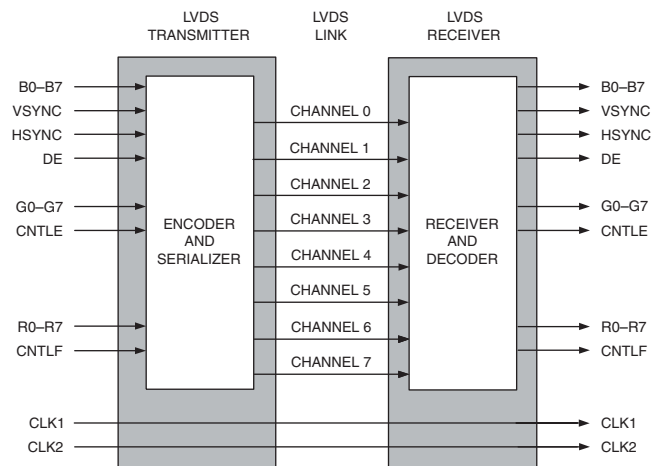 LVDS
TRANSMITTER
LVDS
LINK
LVDS
RECEIVER
B0–B7
VSYNC
HSYNC
DE
G0–G7
CNTLE
R0–R7
CNTLF
CLK1
CLK2
ENCODER
AND
SERIALIZER
CHANNEL 0
CHANNEL 1
CHANNEL 2
CHANNEL 3
CHANNEL 4
CHANNEL 5
CHANNEL 6
CHANNEL 7
RECEIVER
AND
DECODER
B0–B7
VSYNC
HSYNC
DE
G0–G7
CNTLE
R0–R7
CNTLF
CLK1
CLK2